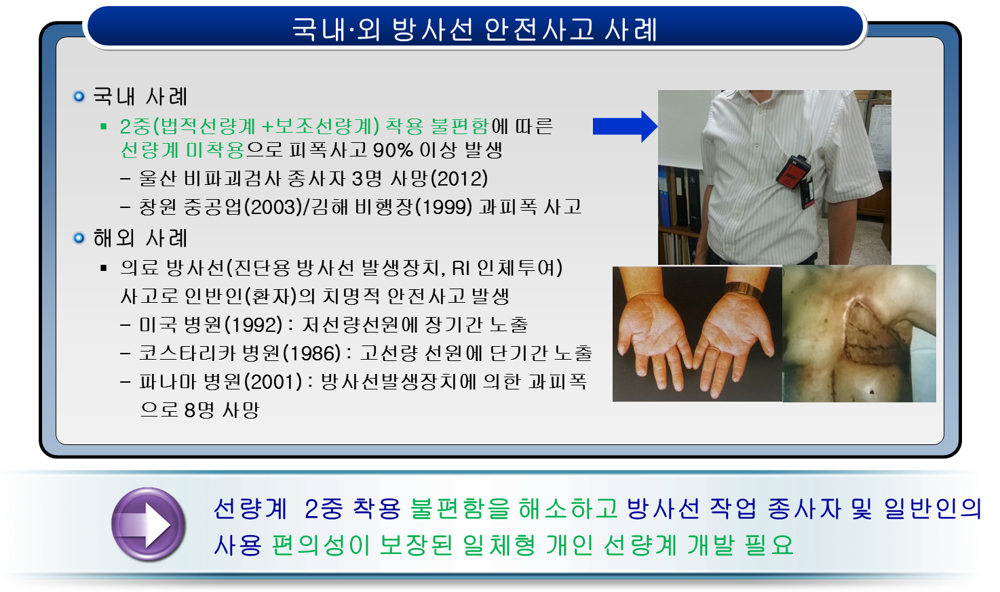 국내·외 방사선 안전사고 사례
국내 사례
2중(법적선량계 +보조선량계) 착용 불편함에 따른
선량계 미착용으로 피폭사고 90% 이상 발생
– 울산 비파괴검사 종사자 3명 사망(2012)
– 창원 중공업(2003)/김해 비행장(1999) 과피폭 사고
해외 사례
의료 방사선(진단용 방사선 발생장치, RI 인체투여)
사고로 인반인(환자)의 치명적 안전사고 발생
– 미국 병원(1992) : 저선량선원에 장기간 노출
– 코스타리카 병원(1986) : 고선량 선원에 단기간 노출
– 파나마 병원(2001) : 방사선발생장치에 의한 과피폭
으로 8명 사망
선량계 2중 착용 불편함을 해소하고 방사선 작업 종사자 및 일반인의
사용 편의성이 보장된 일체형 개인 선량계 개발 필요